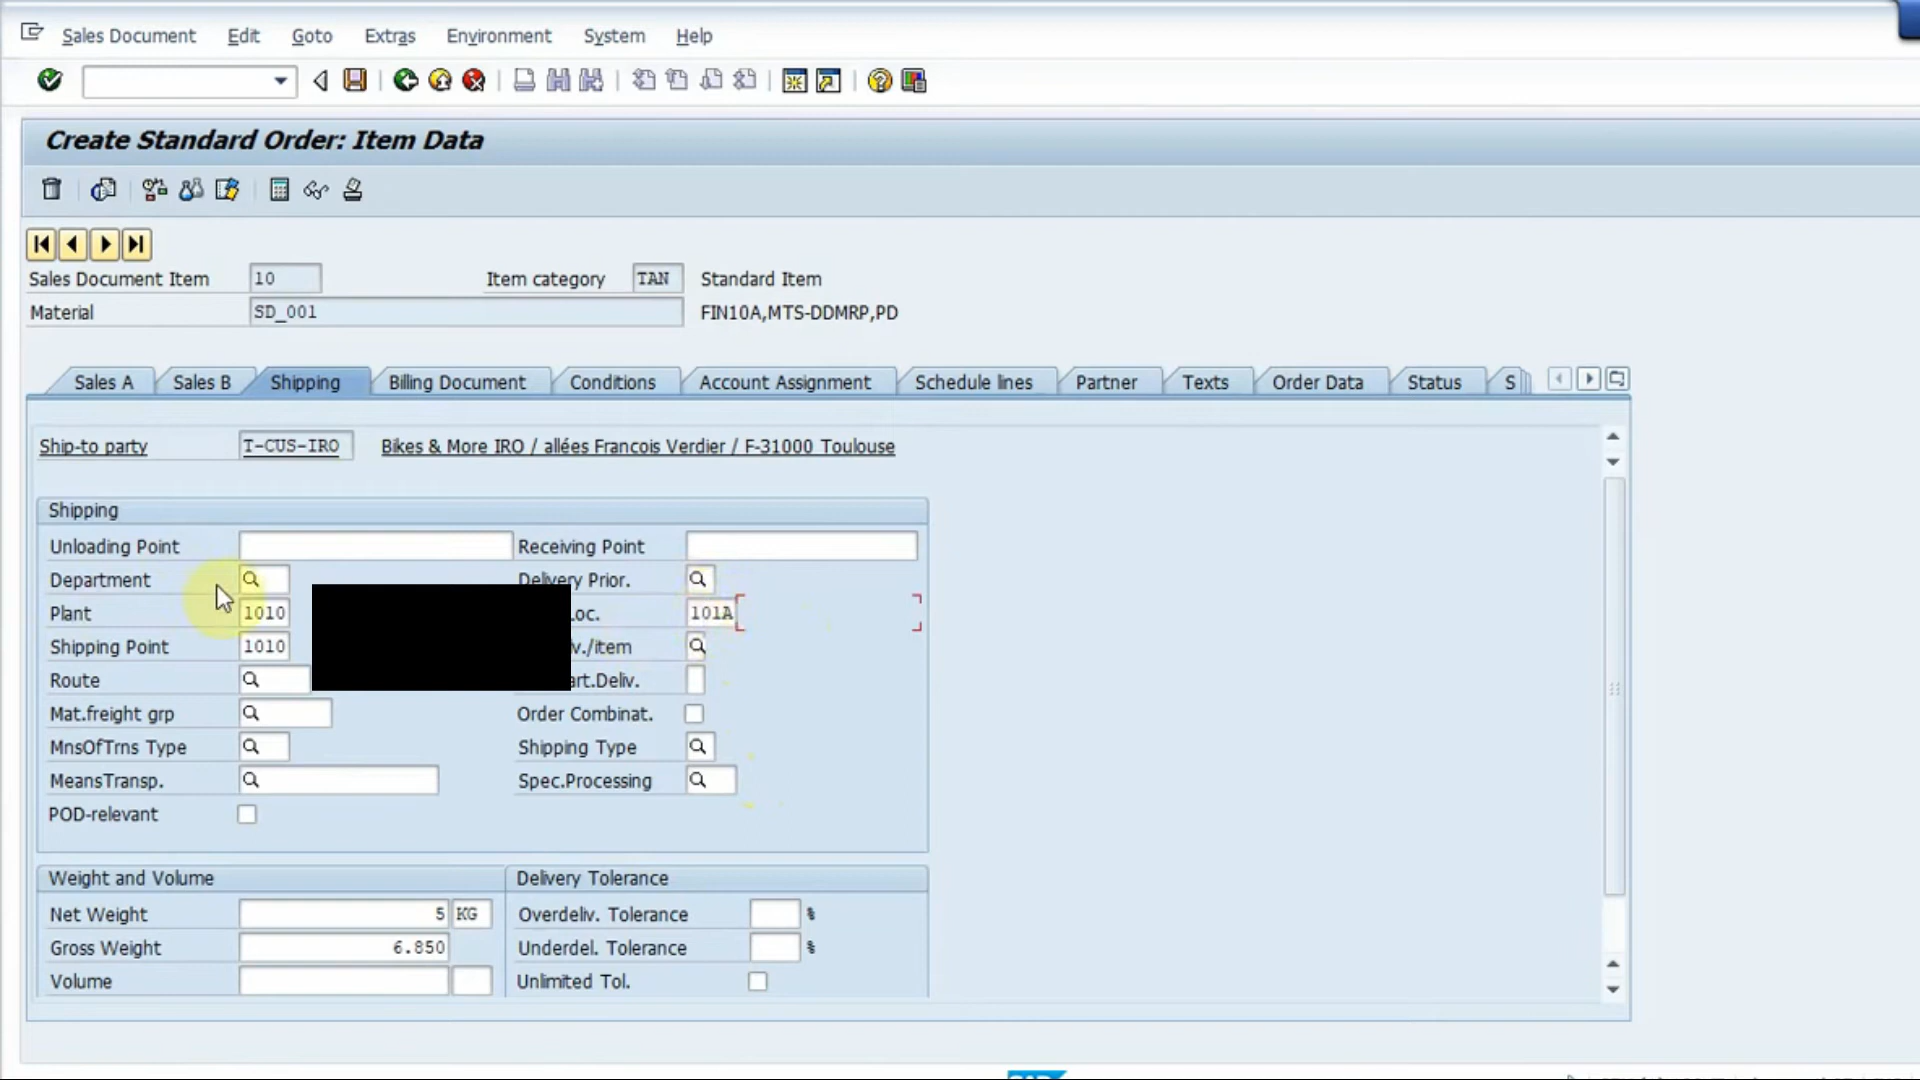 Sales Document Edit Goto Extras Environment System Help
Create Standard Order: Item Data
Sales Document Item 10 Item category TAN Standard Item
Material SD_001 FIN10A,MTS-DDMRP,PD
Sales A Sales B Shipping Billing Document Conditions Account Assignment Schedule lines Partner Texts Order Data Status S
Ship-to party T-CUS-IRO Bikes & More IRO / allées Francois Verdier / F-31000 Toulouse
Shipping
Unloading Point Receiving Point
Department Delivery Prior.
Plant 1010 101A
Shipping Point 1010 /item
Route Deliv.
Mat.freight grp Order Combinat.
MnsOfTrns Type Shipping Type
MeansTransp. Spec.Processing
POD-relevant
Weight and Volume Delivery Tolerance
Net Weight 5 KG Overdeliv. Tolerance %
Gross Weight 6.850 Underdel. Tolerance %
Volume Unlimited Tol.